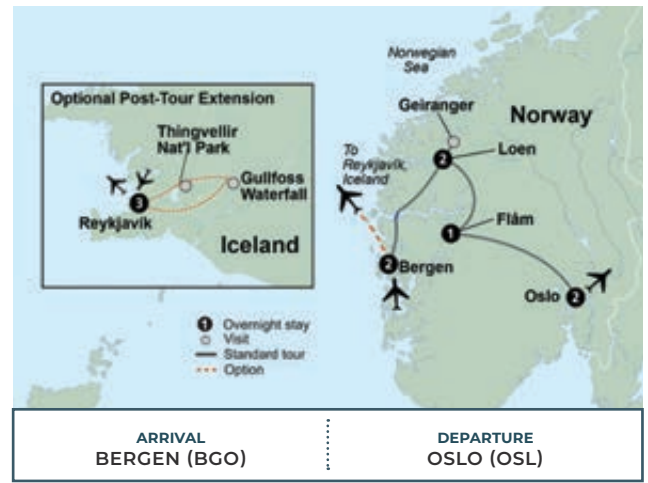 Optional Post-Tour Extension
Thingvellir
Nat'l Park
Gullfoss
Waterfall
3
Reykjavik
Iceland
Norwegian
Sea
Geiranger
Norway
2
Loen
To
Reykjavik,
Iceland
Flåm
1
2
Bergen
Oslo
2
1 Overnight stay
Visit
Standard tour
Option
ARRIVAL
BERGEN (BGO)
DEPARTURE
OSLO (OSL)